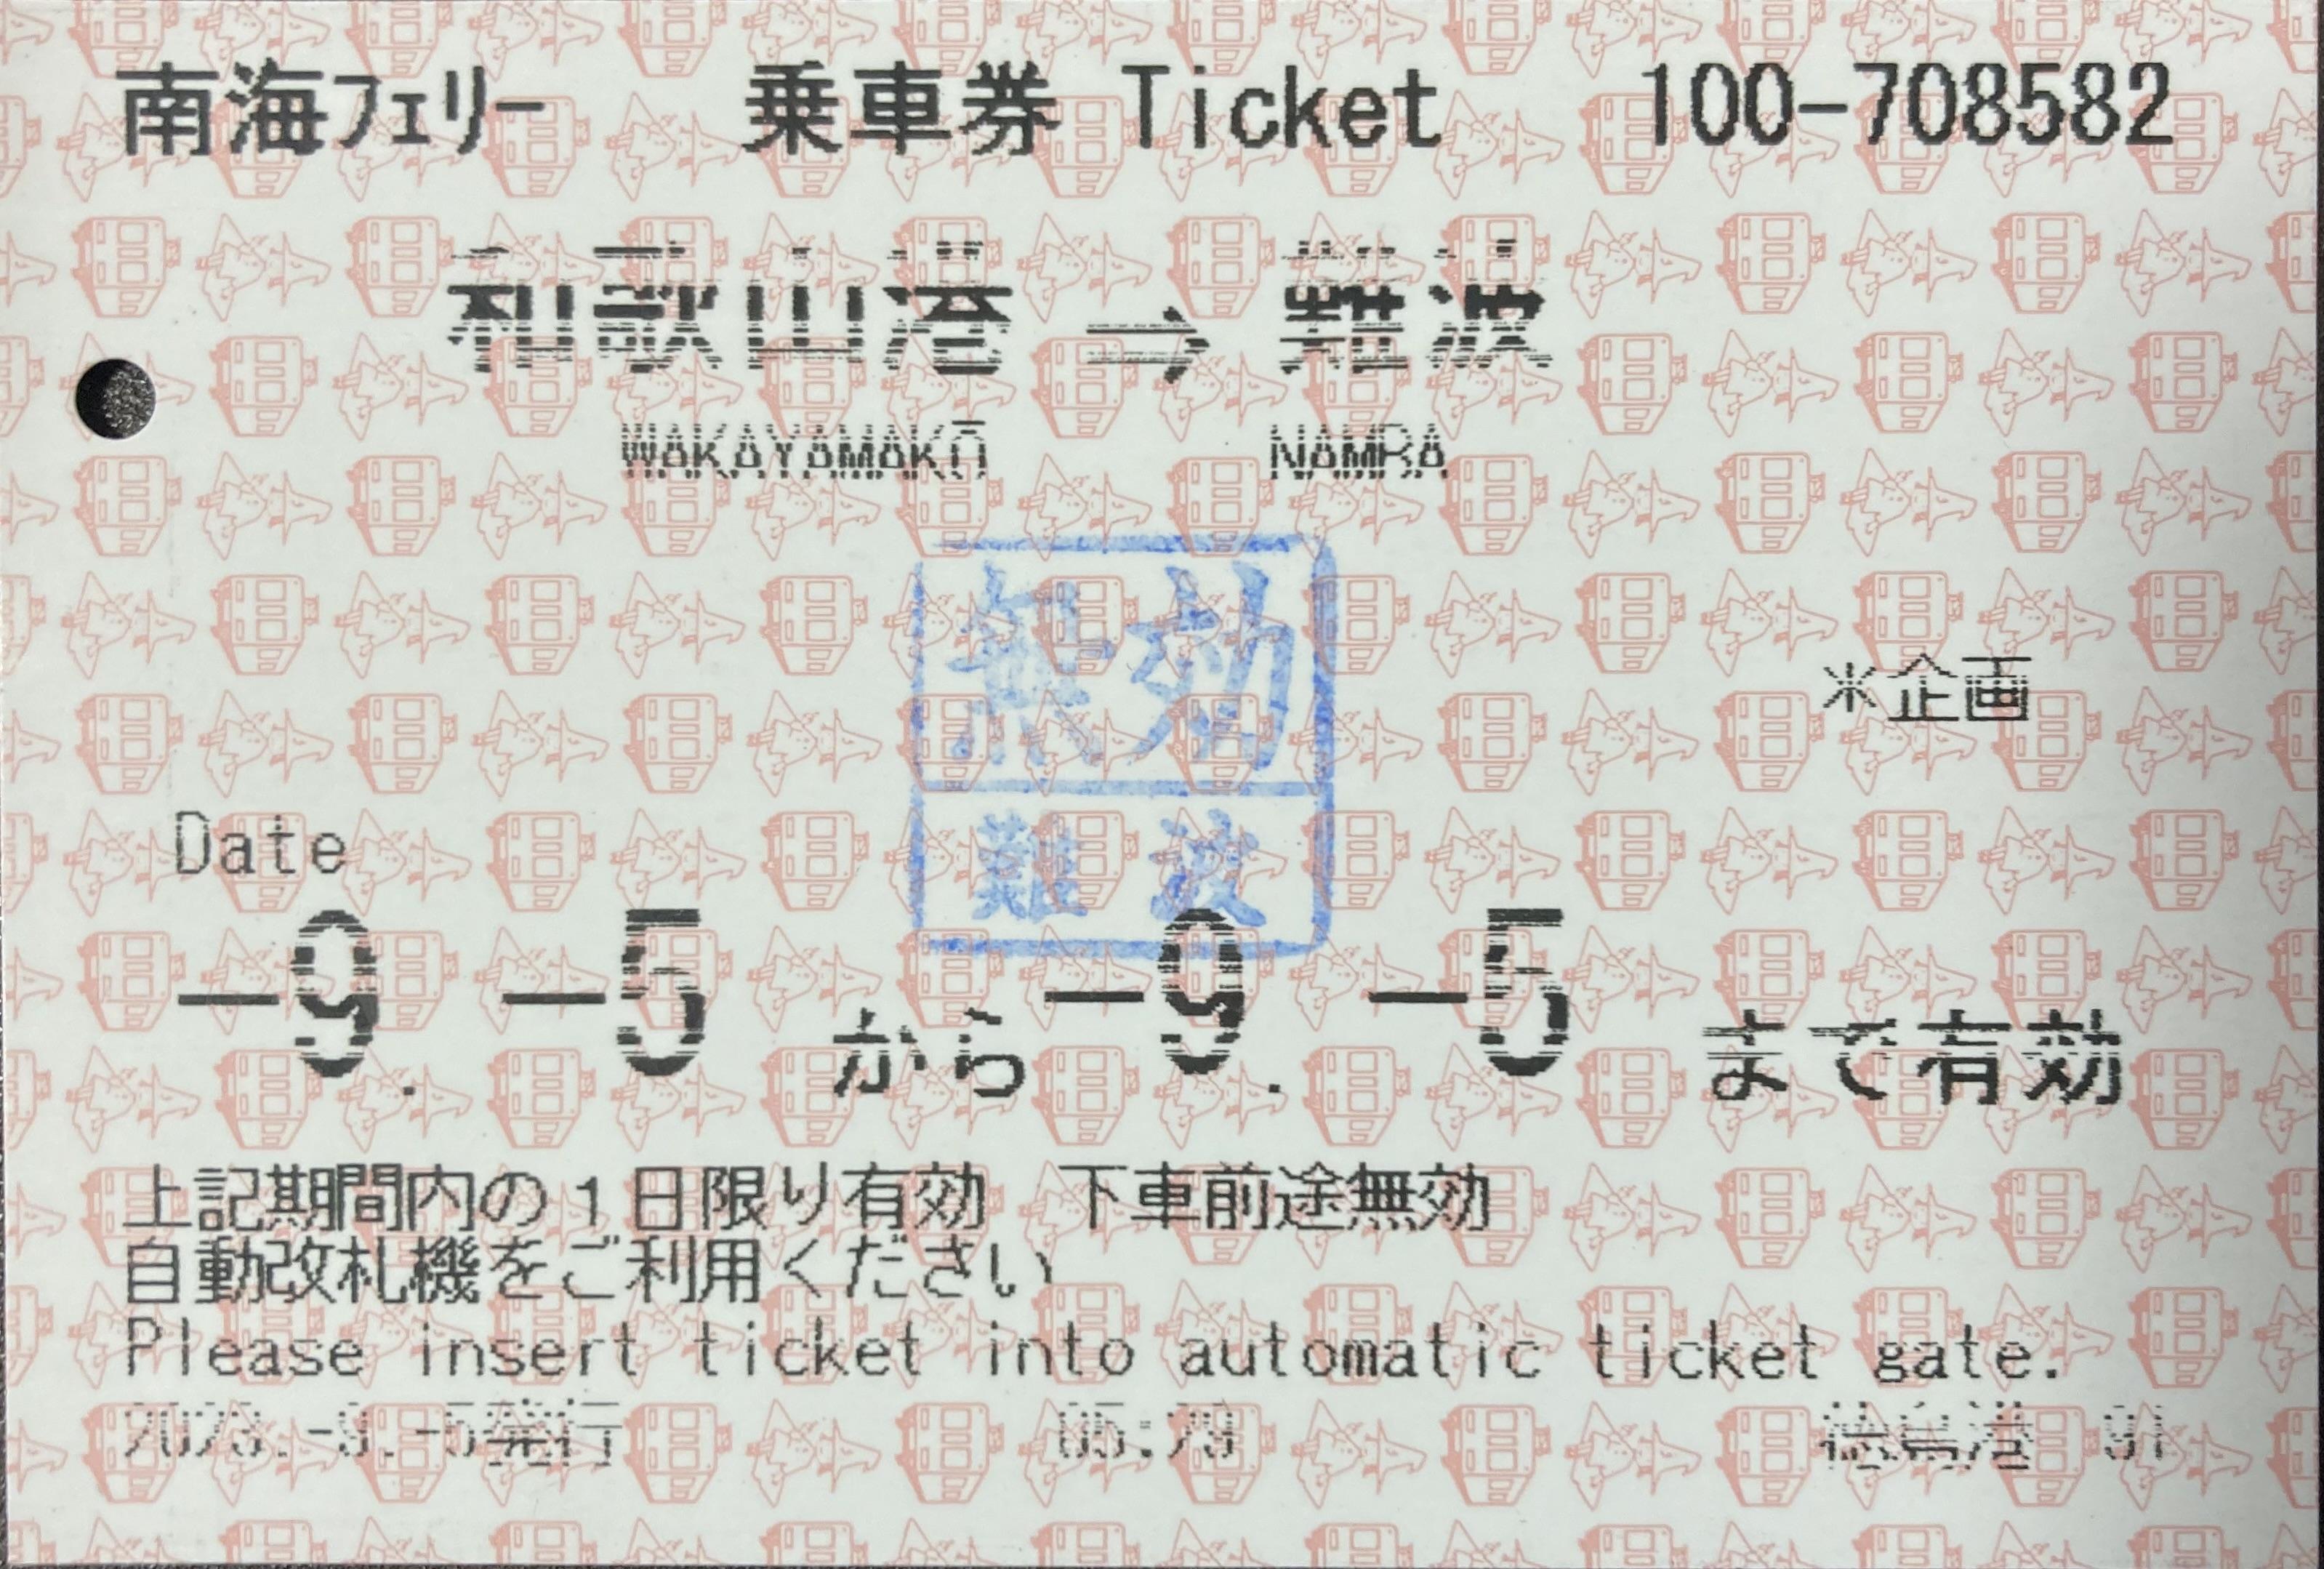 南海フェリー 乗車券 Ticket 100-708582
和歌山港 → 難波
WAKAYAMAKŌ NAMBA
無効
難波
※企画
Date
-9. -5 から -9. -5 まで有効
上記期間内の1日限り有効 下車前途無効
自動改札機をご利用ください
Please insert ticket into automatic ticket gate.
2023.-9.-5発行 徳島港 91